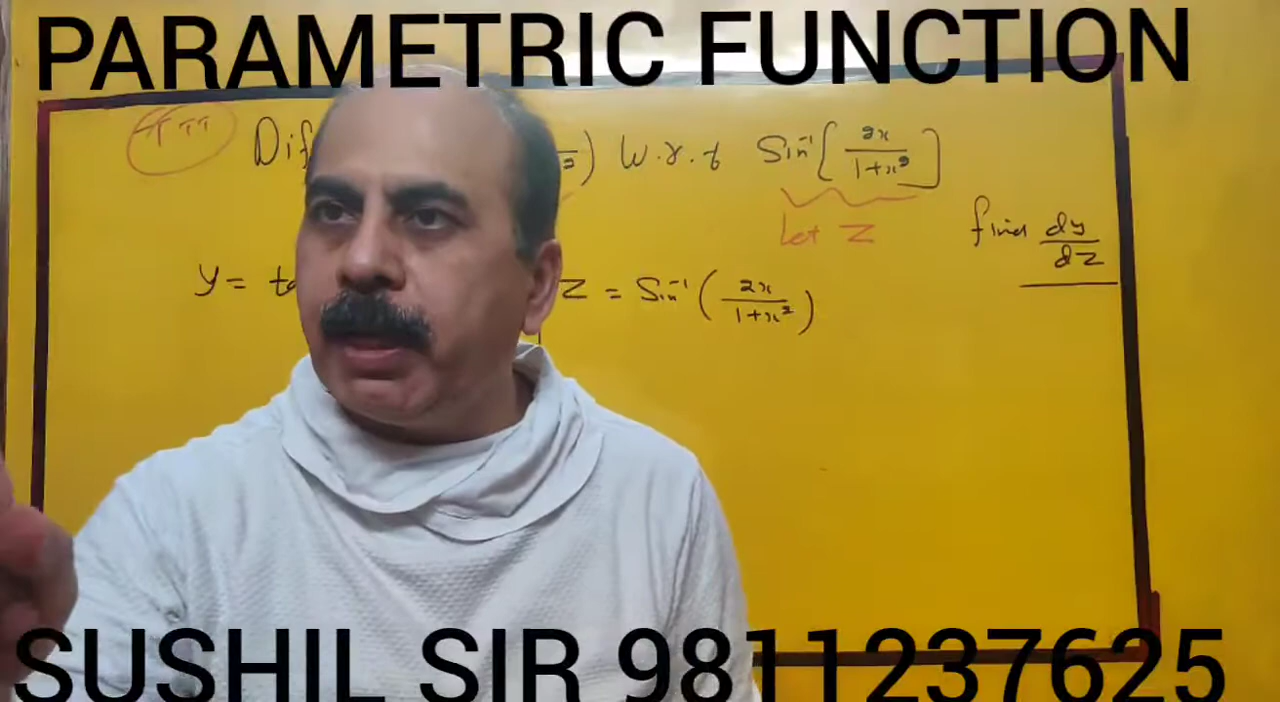 PARAMETRIC FUNCTION
Dif ) w.r.t Sin⁻¹[2x/1+x²]
Let Z
find dy/dz
y = Z = Sin⁻¹(2x/1+x²)
SUSHIL SIR 9811237625